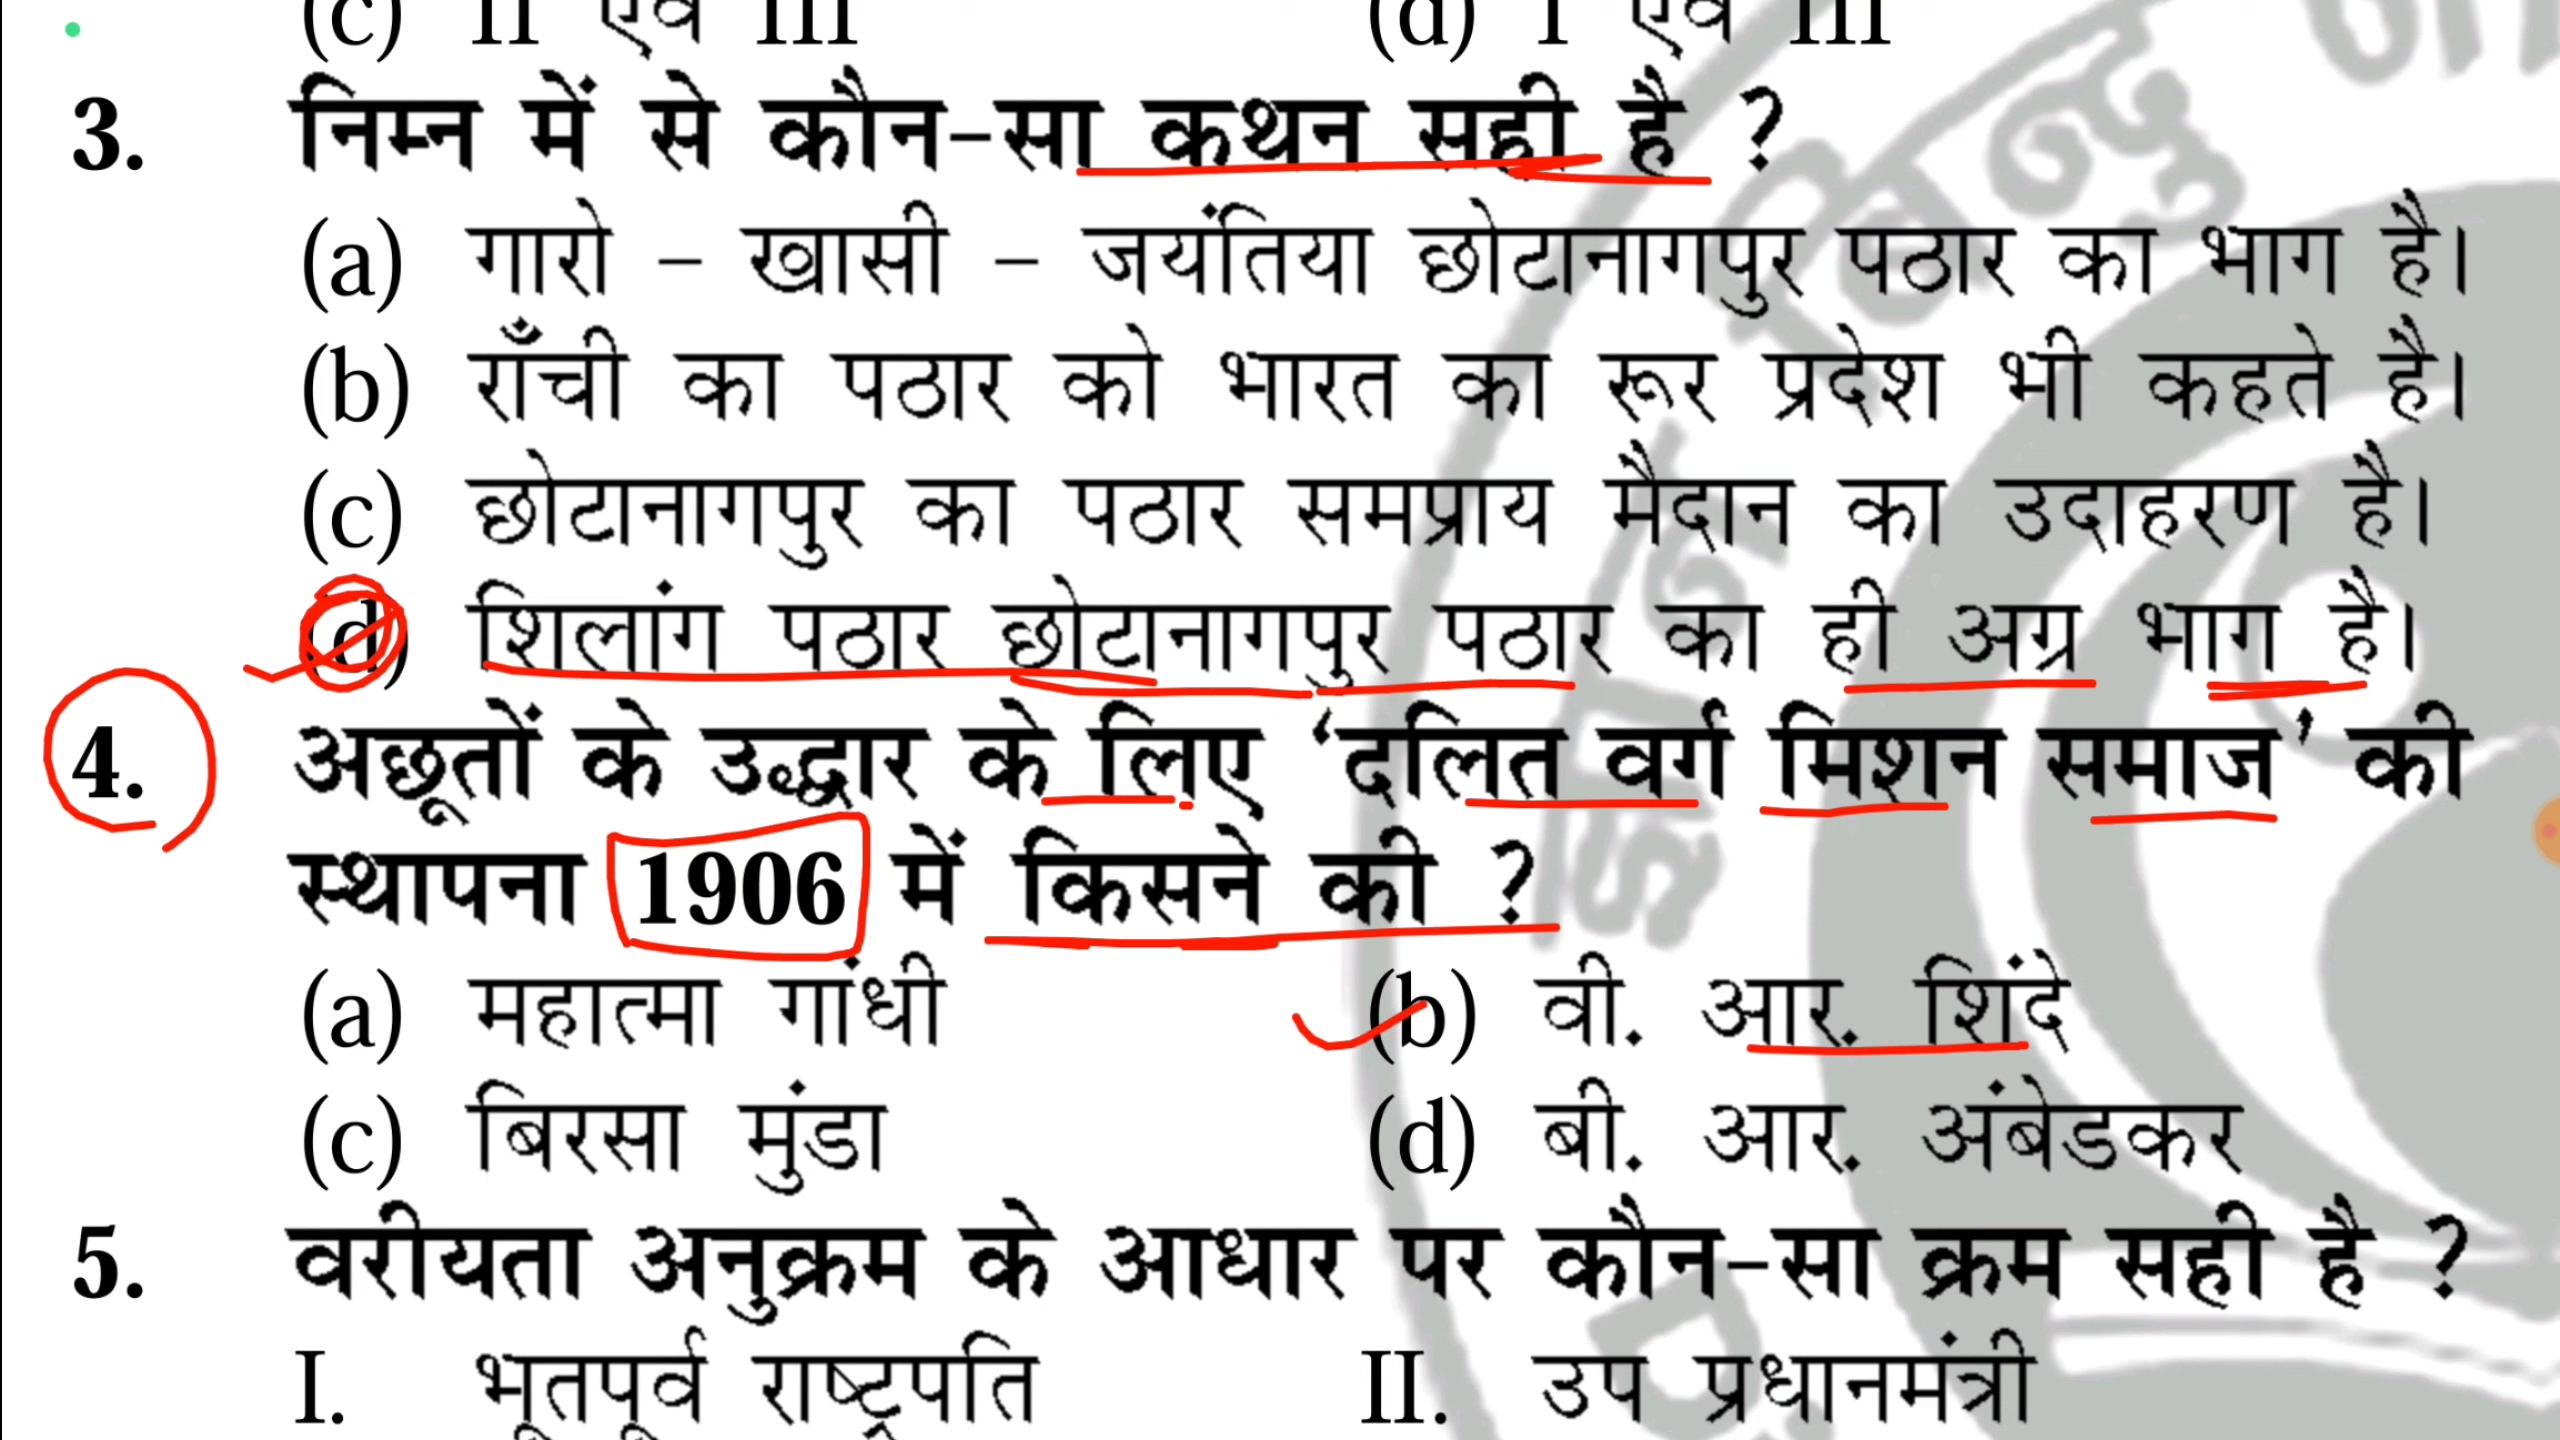 (c) II एवं III (d) I एवं III
3. निम्न में से कौन-सा कथन सही है ?
(a) गारो - खासी - जयंतिया छोटानागपुर पठार का भाग है।
(b) राँची का पठार को भारत का रूर प्रदेश भी कहते है।
(c) छोटानागपुर का पठार समप्राय मैदान का उदाहरण है।
(d) शिलांग पठार छोटानागपुर पठार का ही अग्र भाग है।
4. अछूतों के उद्धार के लिए ‘दलित वर्ग मिशन समाज’ की
स्थापना 1906 में किसने की ?
(a) महात्मा गांधी (b) वी. आर. शिंदे
(c) बिरसा मुंडा (d) बी. आर. अंबेडकर
5. वरीयता अनुक्रम के आधार पर कौन-सा क्रम सही है ?
I. भूतपूर्व राष्ट्रपति II. उप प्रधानमंत्री